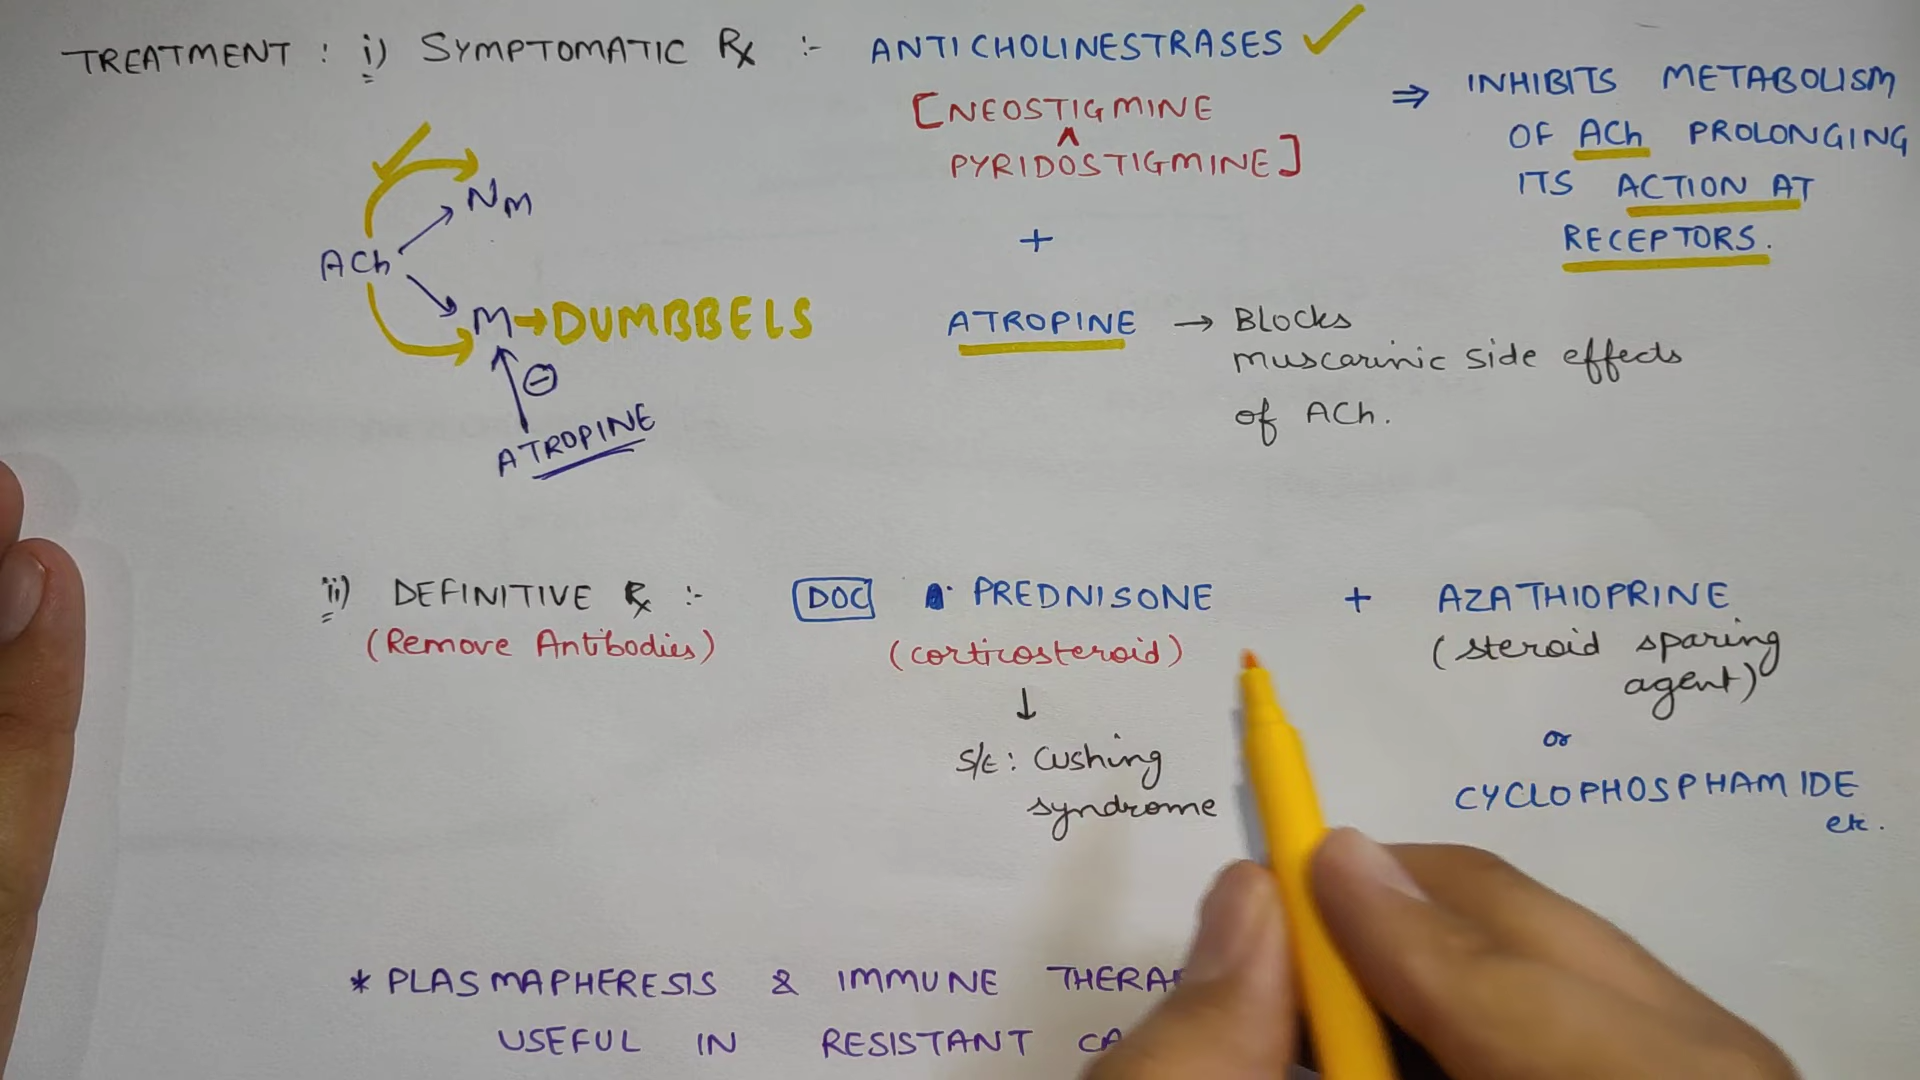 TREATMENT : i) SYMPTOMATIC Rx :- ANTICHOLINESTRASES ✓
[NEOSTIGMINE
^
PYRIDOSTIGMINE]
⇒ INHIBITS METABOLISM
OF ACh PROLONGING
ITS ACTION AT
RECEPTORS.
NM
ACh
M → DUMBBELS
⊖
ATROPINE
+
ATROPINE → BLOCKS
muscarinic side effects
of ACh.
ii) DEFINITIVE Rx :- DOC PREDNISONE + AZATHIOPRINE
(Remove Antibodies)
(corticosteroid)
(steroid sparing
agent)
↓
S/E : Cushing
syndrome
or
CYCLOPHOSPHAMIDE
etc.
* PLASMAPHERESIS & IMMUNE
USEFUL IN RESISTANT